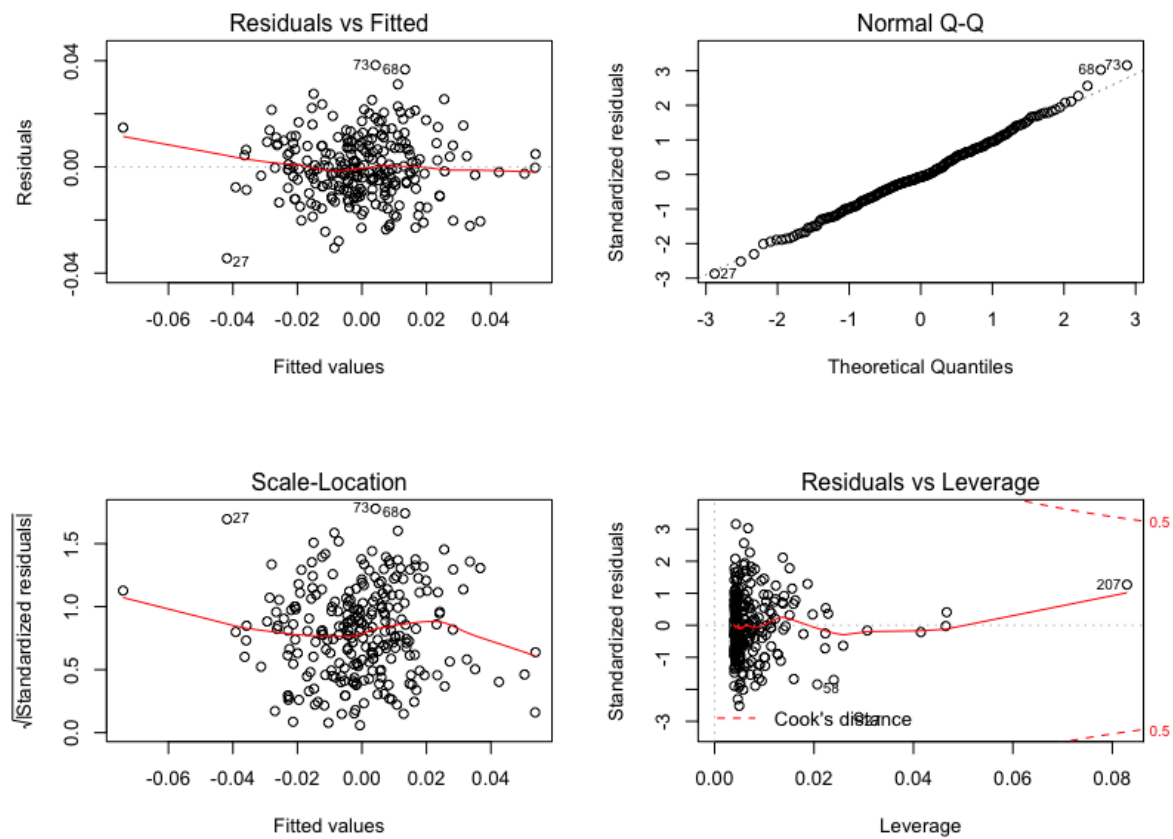 Residuals vs Fitted
Residuals
0.04
0.00
-0.04
73
68
27
-0.06 -0.04 -0.02 0.00 0.02 0.04
Fitted values
Normal Q-Q
Standardized residuals
3
2
1
0
-1
-2
-3
68 73
27
-3 -2 -1 0 1 2 3
Theoretical Quantiles
Scale-Location
√|Standardized residuals|
1.5
1.0
0.5
0.0
27
73 68
-0.06 -0.04 -0.02 0.00 0.02 0.04
Fitted values
Residuals vs Leverage
Standardized residuals
3
2
1
0
-1
-3
0.5
207
58
Cook's distance
0.5
0.00 0.02 0.04 0.06 0.08
Leverage